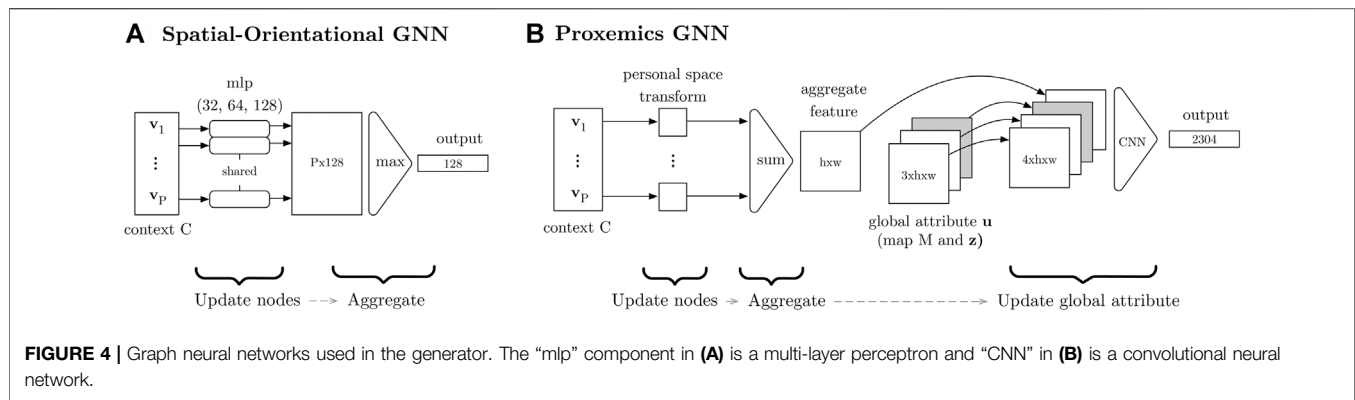 A Spatial-Orientational GNN
mlp
(32, 64, 128)
v1
⋮
vP
context C
shared
Px128
max
output
128
Update nodes
Aggregate
B Proxemics GNN
personal space
transform
v1
⋮
vP
context C
⋮
sum
aggregate
feature
hxw
3xhxw
global attribute u
(map M and z)
4xhxw
CNN
output
2304
Update nodes
Aggregate
Update global attribute
FIGURE 4 | Graph neural networks used in the generator. The “mlp” component in (A) is a multi-layer perceptron and “CNN” in (B) is a convolutional neural
network.